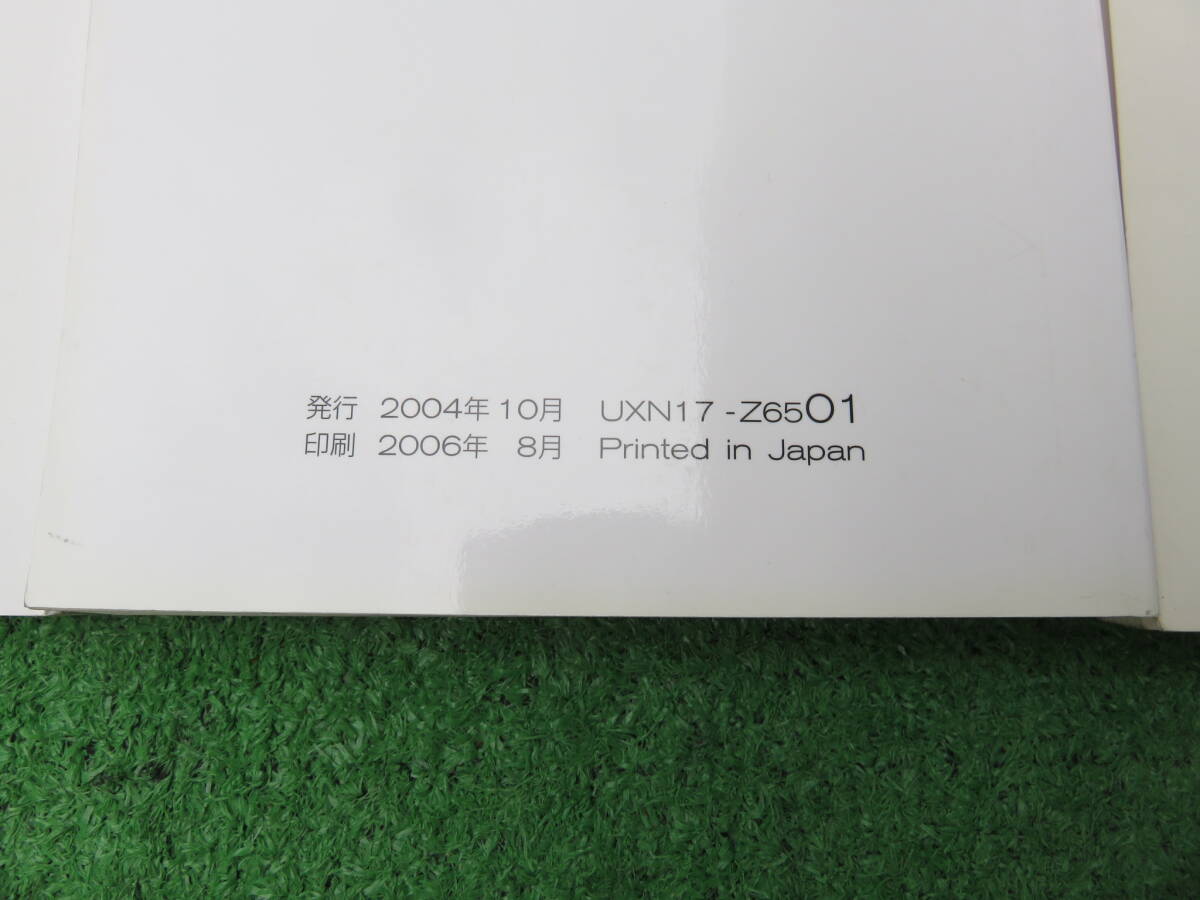 発行 2004年 10月 UXN17 -Z6501
印刷 2006年 8月 Printed in Japan